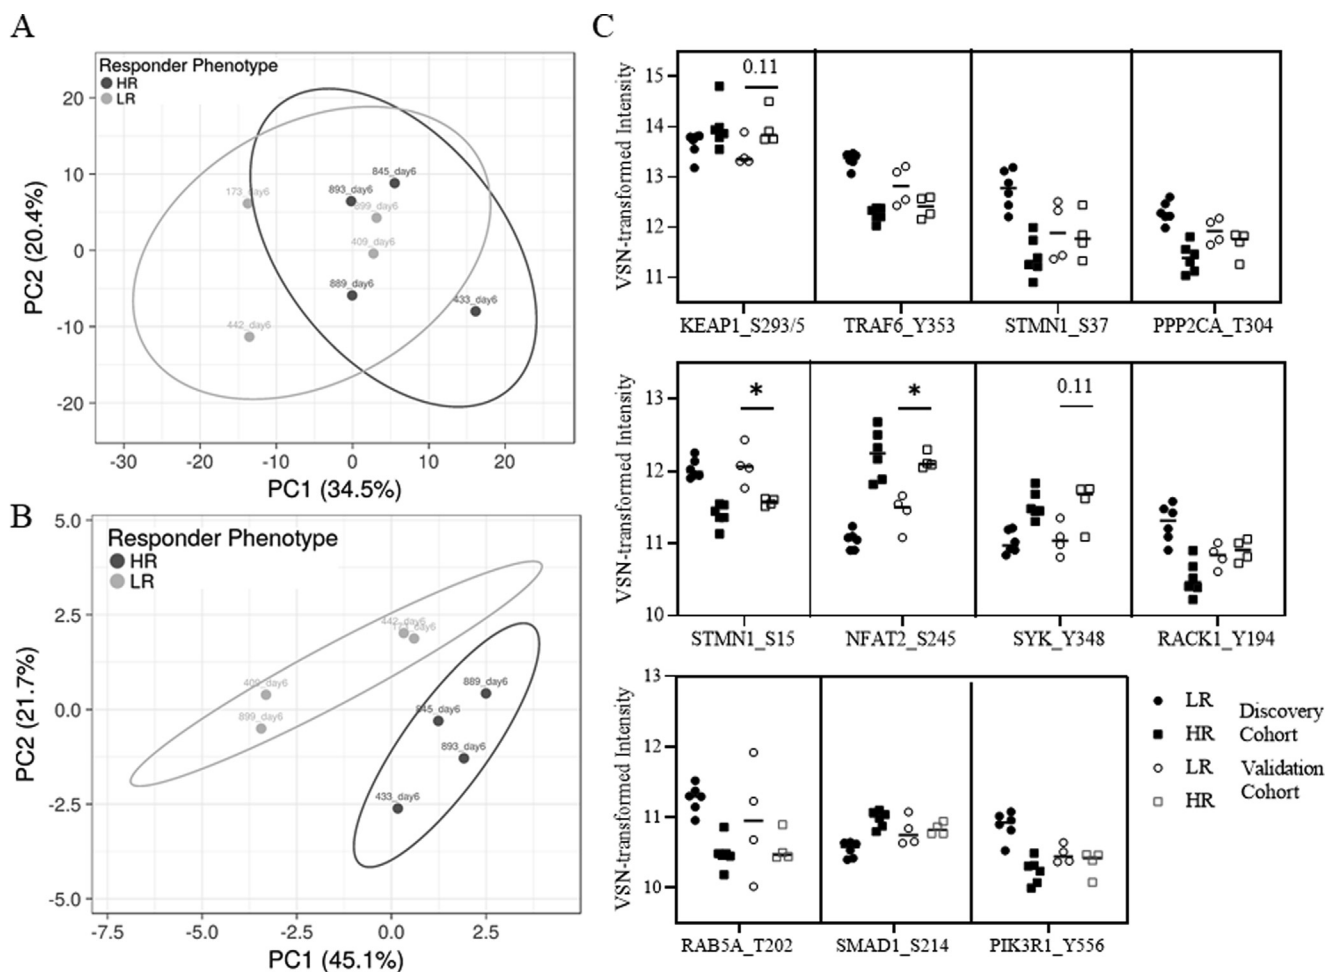 A
Responder Phenotype
HR
LR
20
10
0
-10
-20
PC2 (20.4%)
845_day6
893_day6
173_day6
899_day6
409_day6
889_day6
433_day6
442_day6
-30
-20
-10
0
10
20
PC1 (34.5%)
B
Responder Phenotype
HR
LR
5.0
2.5
0.0
-2.5
-5.0
PC2 (21.7%)
442_day6
409_day6
899_day6
889_day6
845_day6
893_day6
433_day6
-7.5
-5.0
-2.5
0.0
2.5
PC1 (45.1%)
C
VSN-transformed Intensity
15
14
13
12
11
0.11
KEAP1_S293/5
TRAF6_Y353
STMN1_S37
PPP2CA_T304
VSN-transformed Intensity
13
12
11
10
*
*
0.11
STMN1_S15
NFAT2_S245
SYK_Y348
RACK1_Y194
VSN-transformed Intensity
13
12
11
10
RAB5A_T202
SMAD1_S214
PIK3R1_Y556
LR
HR
Discovery
Cohort
LR
HR
Validation
Cohort